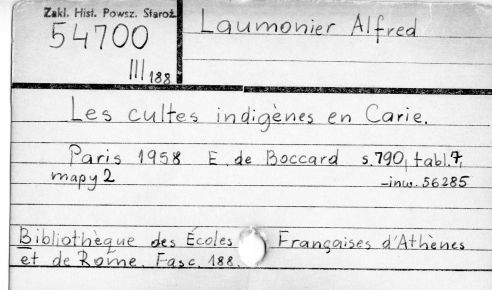 Zakł. Hist. Powsz. Staroż.
54700
III 188
Laumonier Alfred
Les cultes indigènes en Carie.
Paris 1958 E. de Boccard s. 790, tabl. 7,
mapy 2 —inw. 56285
Bibliothèque des Écoles Françaises d'Athènes
et de Rome. Fasc. 188.